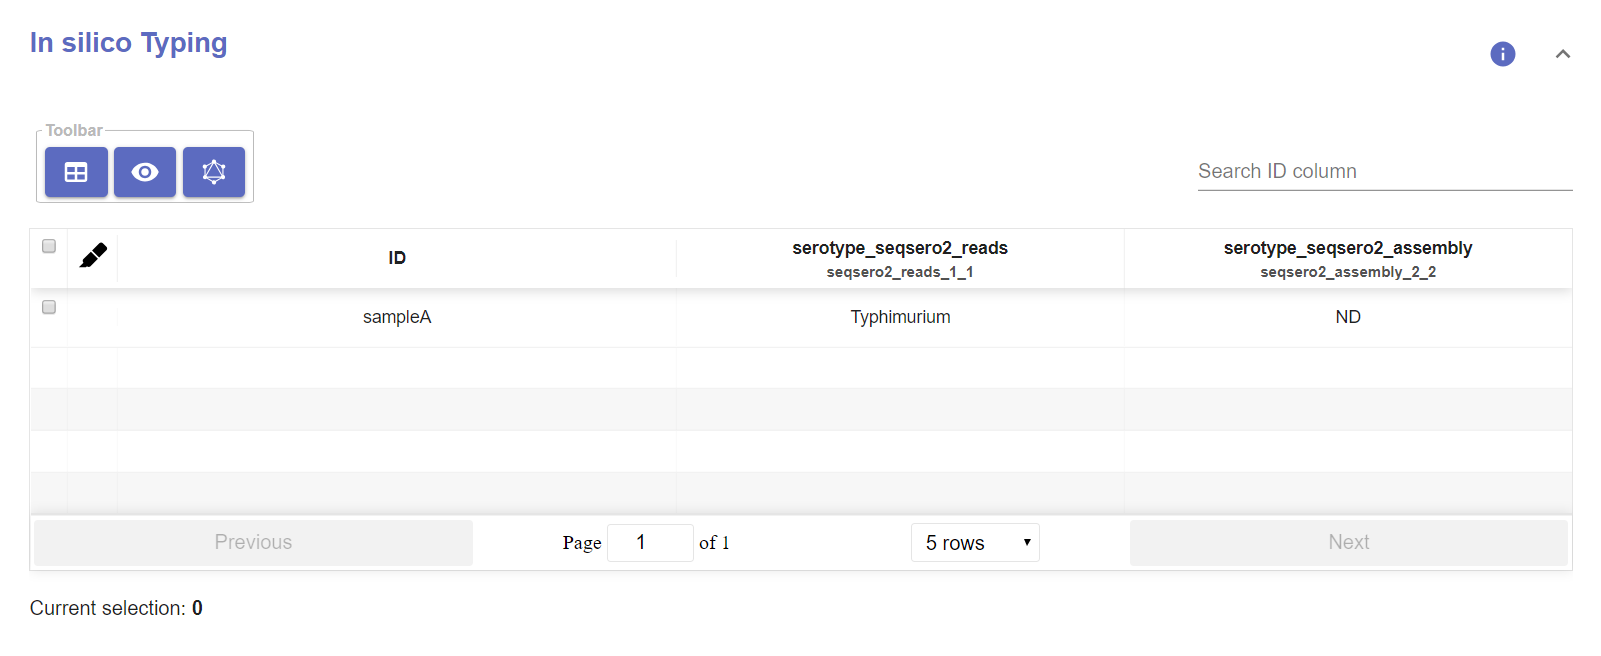 In silico Typing
i
Toolbar
Search ID column
ID
serotype_seqsero2_reads
seqsero2_reads_1_1
serotype_seqsero2_assembly
seqsero2_assembly_2_2
sampleA
Typhimurium
ND
Previous
Page 1 of 1
5 rows
Next
Current selection: 0